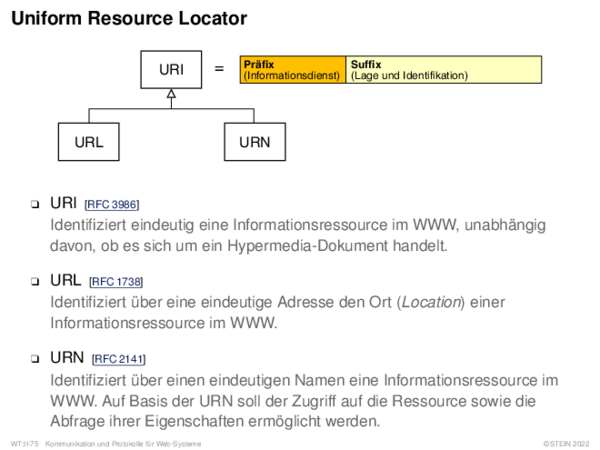 Uniform Resource Locator
URI
=
Präfix
(Informationsdienst)
Suffix
(Lage und Identifikation)
URL
URN
❑ URI [RFC 3986]
Identifiziert eindeutig eine Informationsressource im WWW, unabhängig
davon, ob es sich um ein Hypermedia-Dokument handelt.
❑ URL [RFC 1738]
Identifiziert über eine eindeutige Adresse den Ort (Location) einer
Informationsressource im WWW.
❑ URN [RFC 2141]
Identifiziert über einen eindeutigen Namen eine Informationsressource im
WWW. Auf Basis der URN soll der Zugriff auf die Ressource sowie die
Abfrage ihrer Eigenschaften ermöglicht werden.
WT:II-75 Kommunikation und Protokolle für Web-Systeme
©STEIN 2022